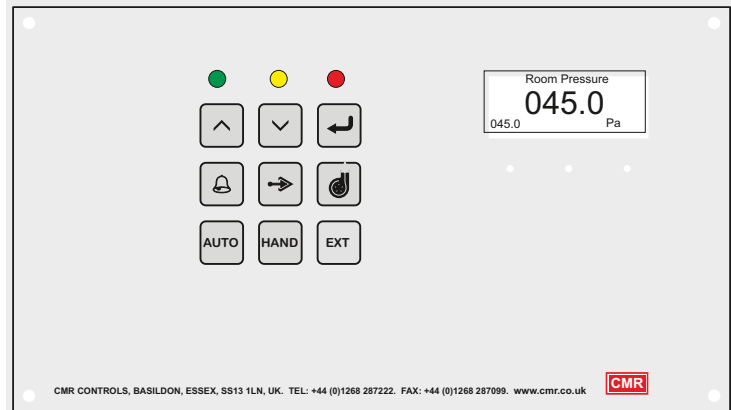 Room Pressure
045.0
045.0 Pa
AUTO HAND EXT
CMR CONTROLS, BASILDON, ESSEX, SS13 1LN, UK. TEL: +44 (0)1268 287222. FAX: +44 (0)1268 287099. www.cmr.co.uk
CMR